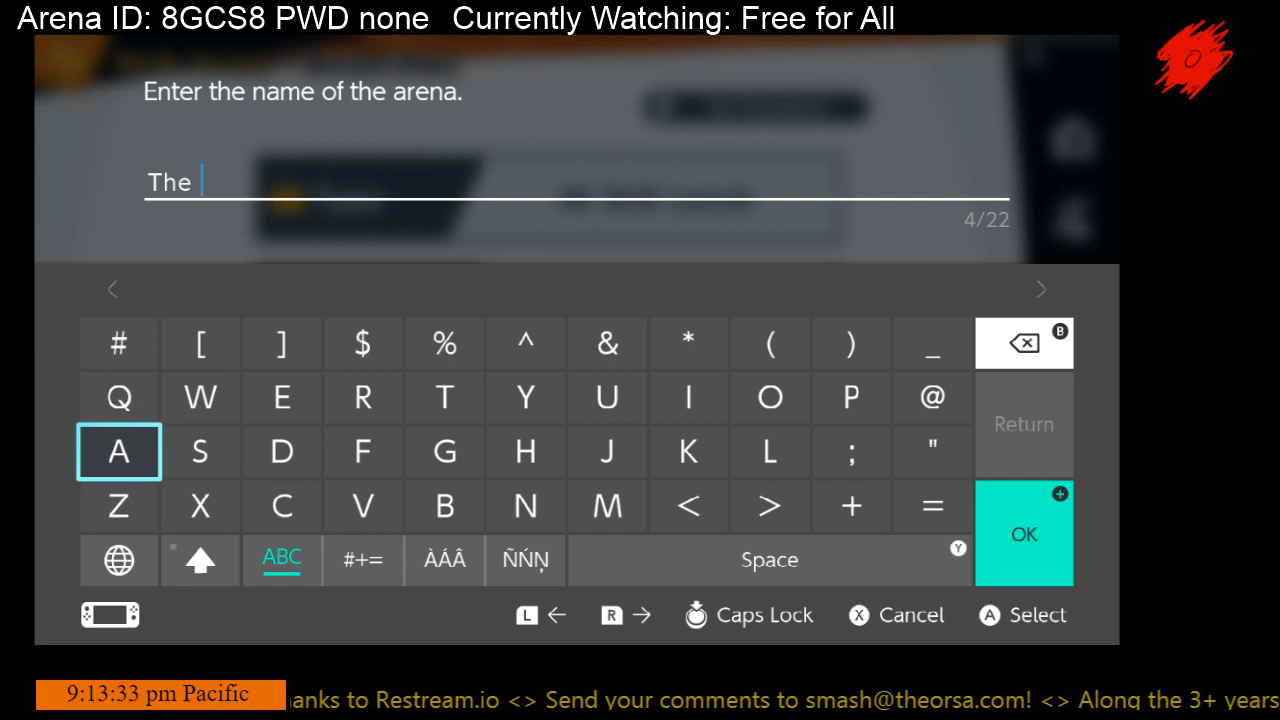 Arena ID: 8GCS8 PWD none Currently Watching: Free for All
Enter the name of the arena.
The
4/22
< >
# [ ] $ % ^ & * ( ) _ B
Q W E R T Y U I O P @ Return
A S D F G H J K L ; "
Z X C V B N M < > + = + OK
ABC #+= ÀÁÂ ÑŃŅ Space Y
L ← R → Caps Lock X Cancel A Select
9:13:33 pm Pacific
anks to Restream.io <> Send your comments to smash@theorsa.com! <> Along the 3+ years